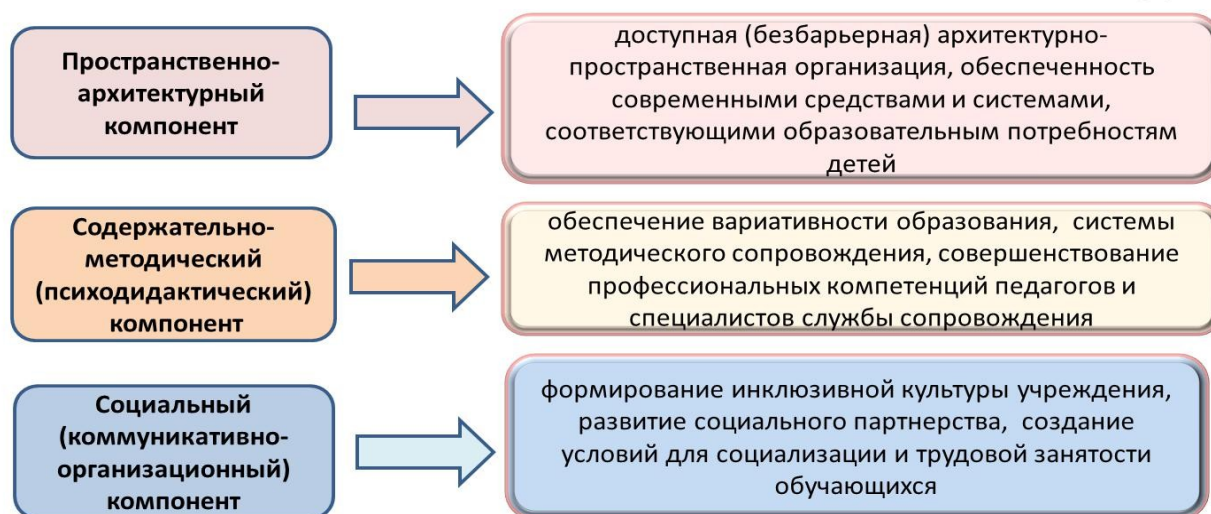 Пространственно-
архитектурный
компонент
доступная (безбарьерная) архитектурно-
пространственная организация, обеспеченность
современными средствами и системами,
соответствующими образовательным потребностям
детей
Содержательно-
методический
(психодидактический)
компонент
обеспечение вариативности образования, системы
методического сопровождения, совершенствование
профессиональных компетенций педагогов и
специалистов службы сопровождения
Социальный
(коммуникативно-
организационный)
компонент
формирование инклюзивной культуры учреждения,
развитие социального партнерства, создание
условий для социализации и трудовой занятости
обучающихся